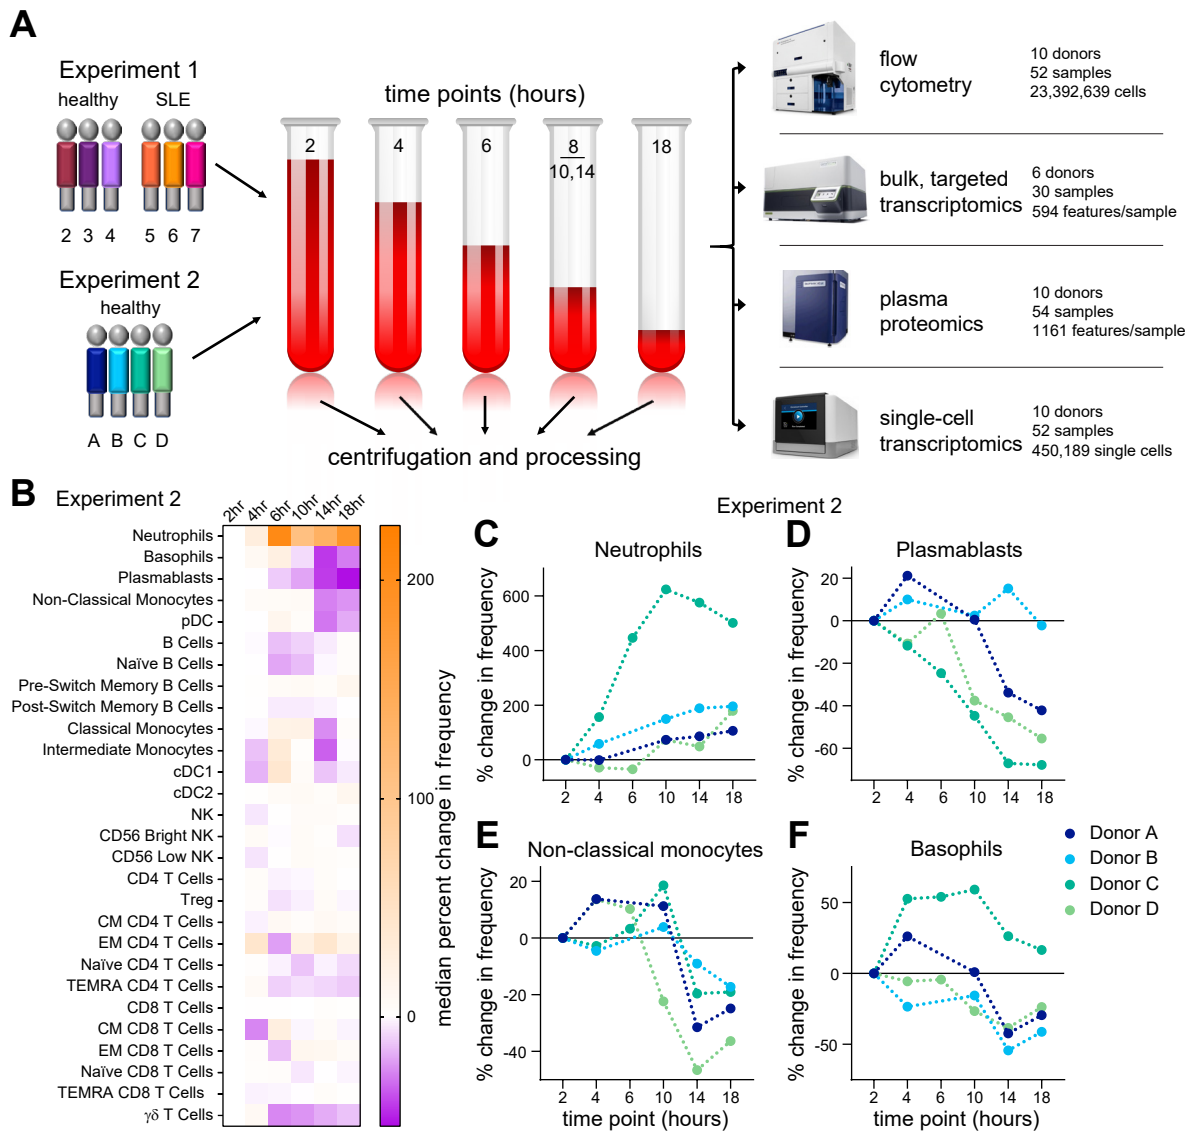 A
Experiment 1
healthy SLE
2 3 4 5 6 7
Experiment 2
healthy
A B C D
time points (hours)
2 4 6 8 18
10,14
centrifugation and processing
flow
cytometry
10 donors
52 samples
23,392,639 cells
bulk, targeted
transcriptomics
6 donors
30 samples
594 features/sample
plasma
proteomics
10 donors
54 samples
1161 features/sample
single-cell
transcriptomics
10 donors
52 samples
450,189 single cells
B Experiment 2
2hr 4hr 6hr 10hr 14hr 18hr
Neutrophils
Basophils
Plasmablasts
Non-Classical Monocytes
pDC
B Cells
Naïve B Cells
Pre-Switch Memory B Cells
Post-Switch Memory B Cells
Classical Monocytes
Intermediate Monocytes
cDC1
cDC2
NK
CD56 Bright NK
CD56 Low NK
CD4 T Cells
Treg
CM CD4 T Cells
EM CD4 T Cells
Naïve CD4 T Cells
TEMRA CD4 T Cells
CD8 T Cells
CM CD8 T Cells
EM CD8 T Cells
Naïve CD8 T Cells
TEMRA CD8 T Cells
γδ T Cells
200
100
0
median percent change in frequency
Experiment 2
C
Neutrophils
% change in frequency
600
400
200
0
2 4 6 10 14 18
D
Plasmablasts
% change in frequency
20
0
-20
-40
-60
2 4 6 10 14 18
E
Non-classical monocytes
% change in frequency
20
0
-20
-40
2 4 6 10 14 18
time point (hours)
F
Basophils
% change in frequency
50
0
-50
2 4 6 10 14 18
time point (hours)
Donor A
Donor B
Donor C
Donor D